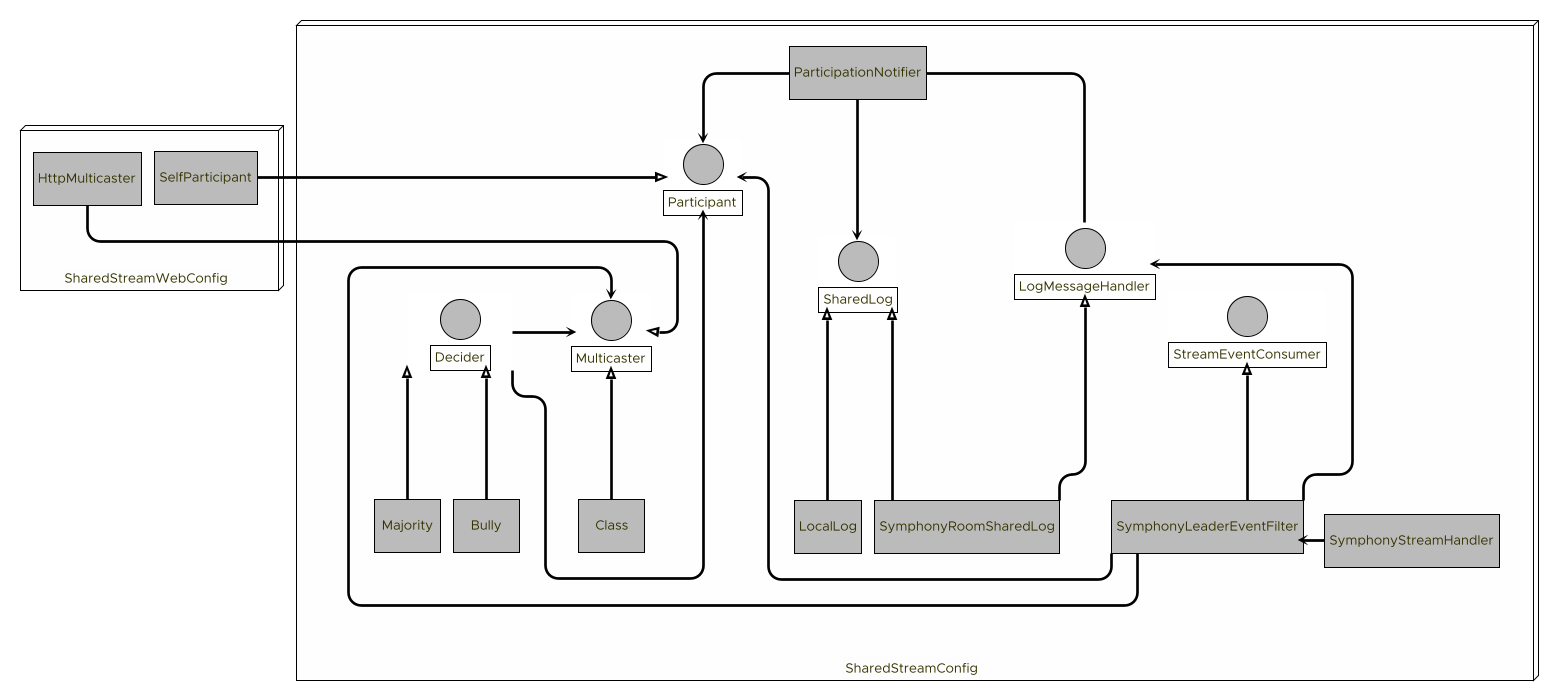 ParticipationNotifier
HttpMulticaster
SelfParticipant
Participant
SharedStreamWebConfig
SharedLog
LogMessageHandler
Decider
Multicaster
StreamEventConsumer
Majority
Bully
Class
LocalLog
SymphonyRoomSharedLog
SymphonyLeaderEventFilter
SymphonyStreamHandler
SharedStreamConfig